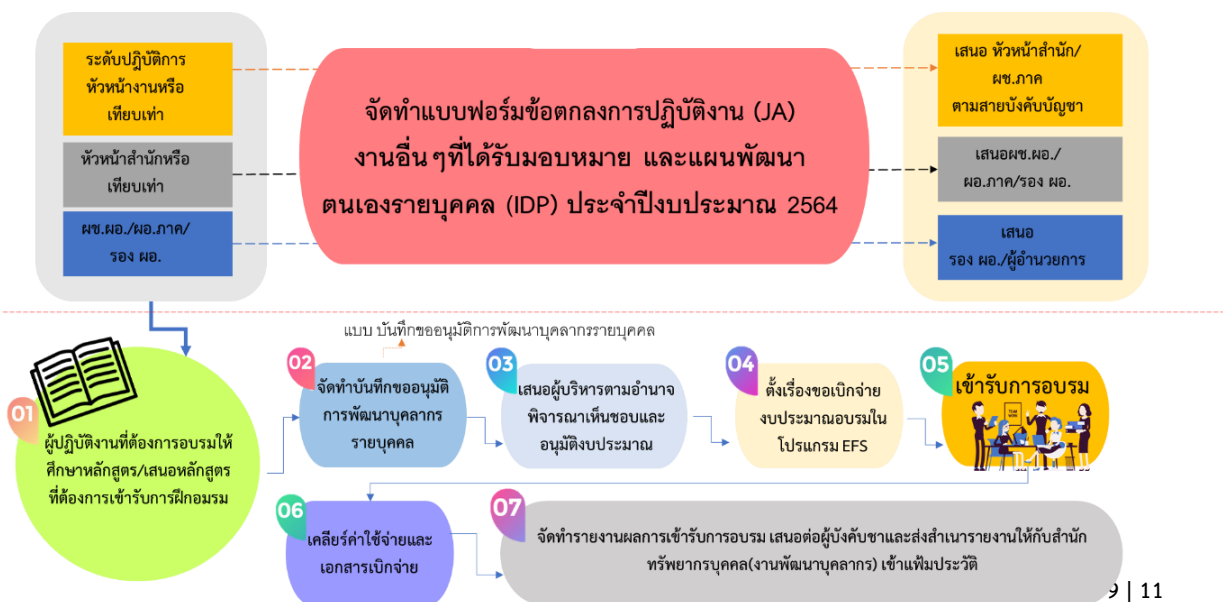 ระดับปฎิบัติการ
หัวหน้างานหรือ
เทียบเท่า
หัวหน้าสำนักหรือ
เทียบเท่า
ผช.ผอ./ผอ.ภาค/
รอง ผอ.
จัดทำแบบฟอร์มข้อตกลงการปฏิบัติงาน (JA)
งานอื่นๆที่ได้รับมอบหมาย และแผนพัฒนา
ตนเองรายบุคคล (IDP) ประจำปีงบประมาณ 2564
เสนอ หัวหน้าสำนัก/
ผช.ภาค
ตามสายบังคับบัญชา
เสนอผช.ผอ./
ผอ.ภาค/รอง ผอ.
เสนอ
รอง ผอ./ผู้อำนวยการ
แบบ บันทึกขออนุมัติการพัฒนาบุคลากรรายบุคคล
01
ผู้ปฏิบัติงานที่ต้องการอบรมให้
ศึกษาหลักสูตร/เสนอหลักสูตร
ที่ต้องการเข้ารับการฝึกอมรม
02
จัดทำบันทึกขออนุมัติ
การพัฒนาบุคลากร
รายบุคคล
03
เสนอผู้บริหารตามอำนาจ
พิจารณาเห็นชอบและ
อนุมัติงบประมาณ
04
ตั้งเรื่องขอเบิกจ่าย
งบประมาณอบรมใน
โปรแกรม EFS
05
เข้ารับการอบรม
06
เคลียร์ค่าใช้จ่ายและ
เอกสารเบิกจ่าย
07
จัดทำรายงานผลการเข้ารับการอบรม เสนอต่อผู้บังคับชาและส่งสำเนารายงานให้กับสำนัก
ทรัพยากรบุคคล(งานพัฒนาบุคลากร) เข้าแฟ้มประวัติ
9 | 11